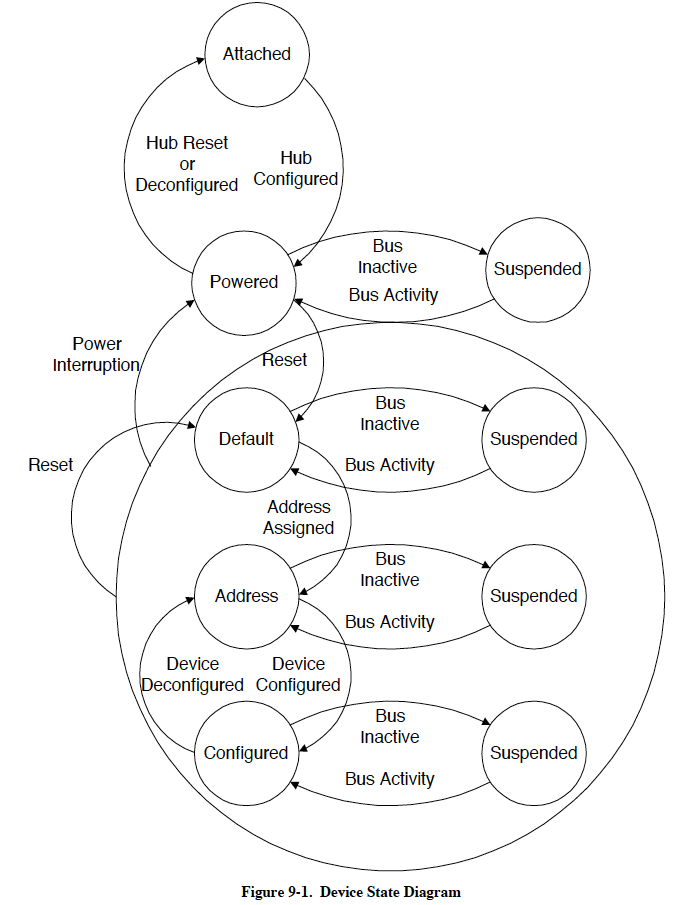 Attached
Hub Reset
or
Deconfigured
Hub
Configured
Powered
Bus
Inactive
Bus Activity
Suspended
Power
Interruption
Reset
Default
Bus
Inactive
Bus Activity
Suspended
Reset
Address
Assigned
Address
Bus
Inactive
Bus Activity
Suspended
Device
Deconfigured
Device
Configured
Configured
Bus
Inactive
Bus Activity
Suspended
Figure 9-1. Device State Diagram